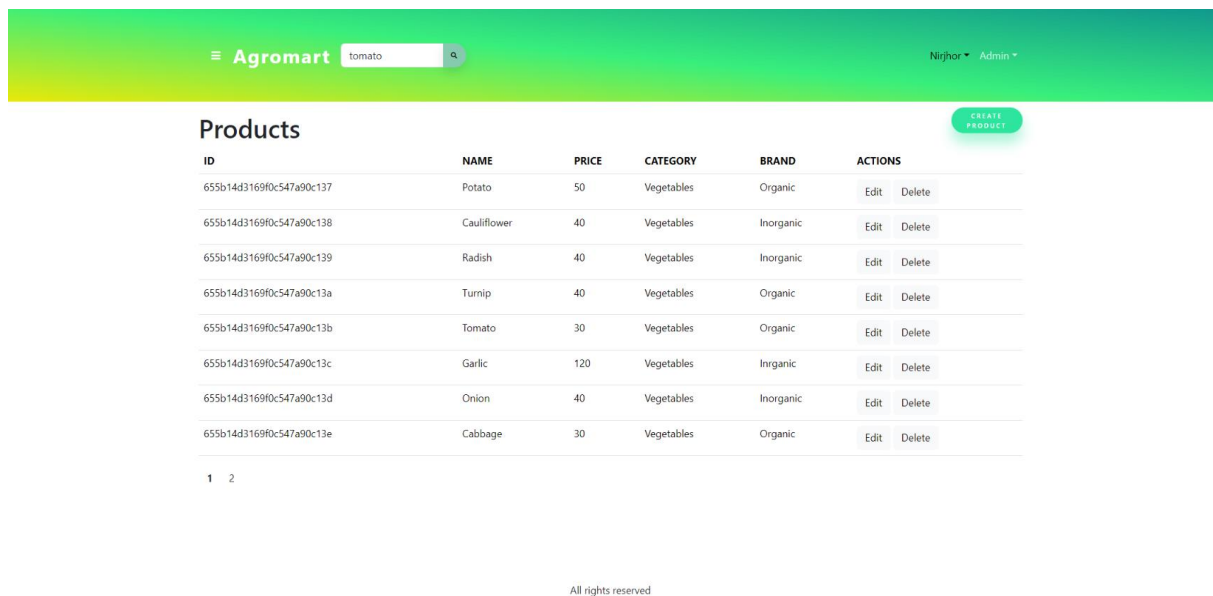 ≡ Agromart tomato Nirjhor Admin
Products
CREATE
PRODUCT
ID NAME PRICE CATEGORY BRAND ACTIONS
655b14d3169f0c547a90c137 Potato 50 Vegetables Organic Edit Delete
655b14d3169f0c547a90c138 Cauliflower 40 Vegetables Inorganic Edit Delete
655b14d3169f0c547a90c139 Radish 40 Vegetables Inorganic Edit Delete
655b14d3169f0c547a90c13a Turnip 40 Vegetables Organic Edit Delete
655b14d3169f0c547a90c13b Tomato 30 Vegetables Organic Edit Delete
655b14d3169f0c547a90c13c Garlic 120 Vegetables Inrganic Edit Delete
655b14d3169f0c547a90c13d Onion 40 Vegetables Inorganic Edit Delete
655b14d3169f0c547a90c13e Cabbage 30 Vegetables Organic Edit Delete
1 2
All rights reserved